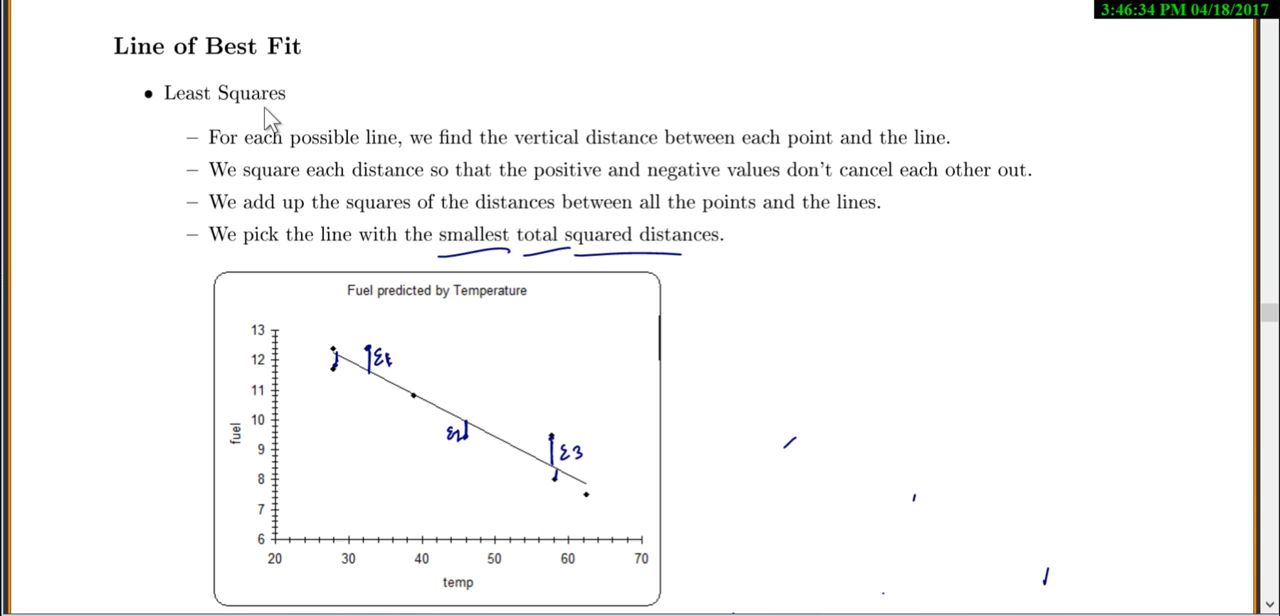 3:46:34 PM 04/18/2017
Line of Best Fit
• Least Squares
– For each possible line, we find the vertical distance between each point and the line.
– We square each distance so that the positive and negative values don't cancel each other out.
– We add up the squares of the distances between all the points and the lines.
– We pick the line with the smallest total squared distances.
Fuel predicted by Temperature
13
12
11
10
9
8
7
6
fuel
ε3
20 30 40 50 60 70
temp